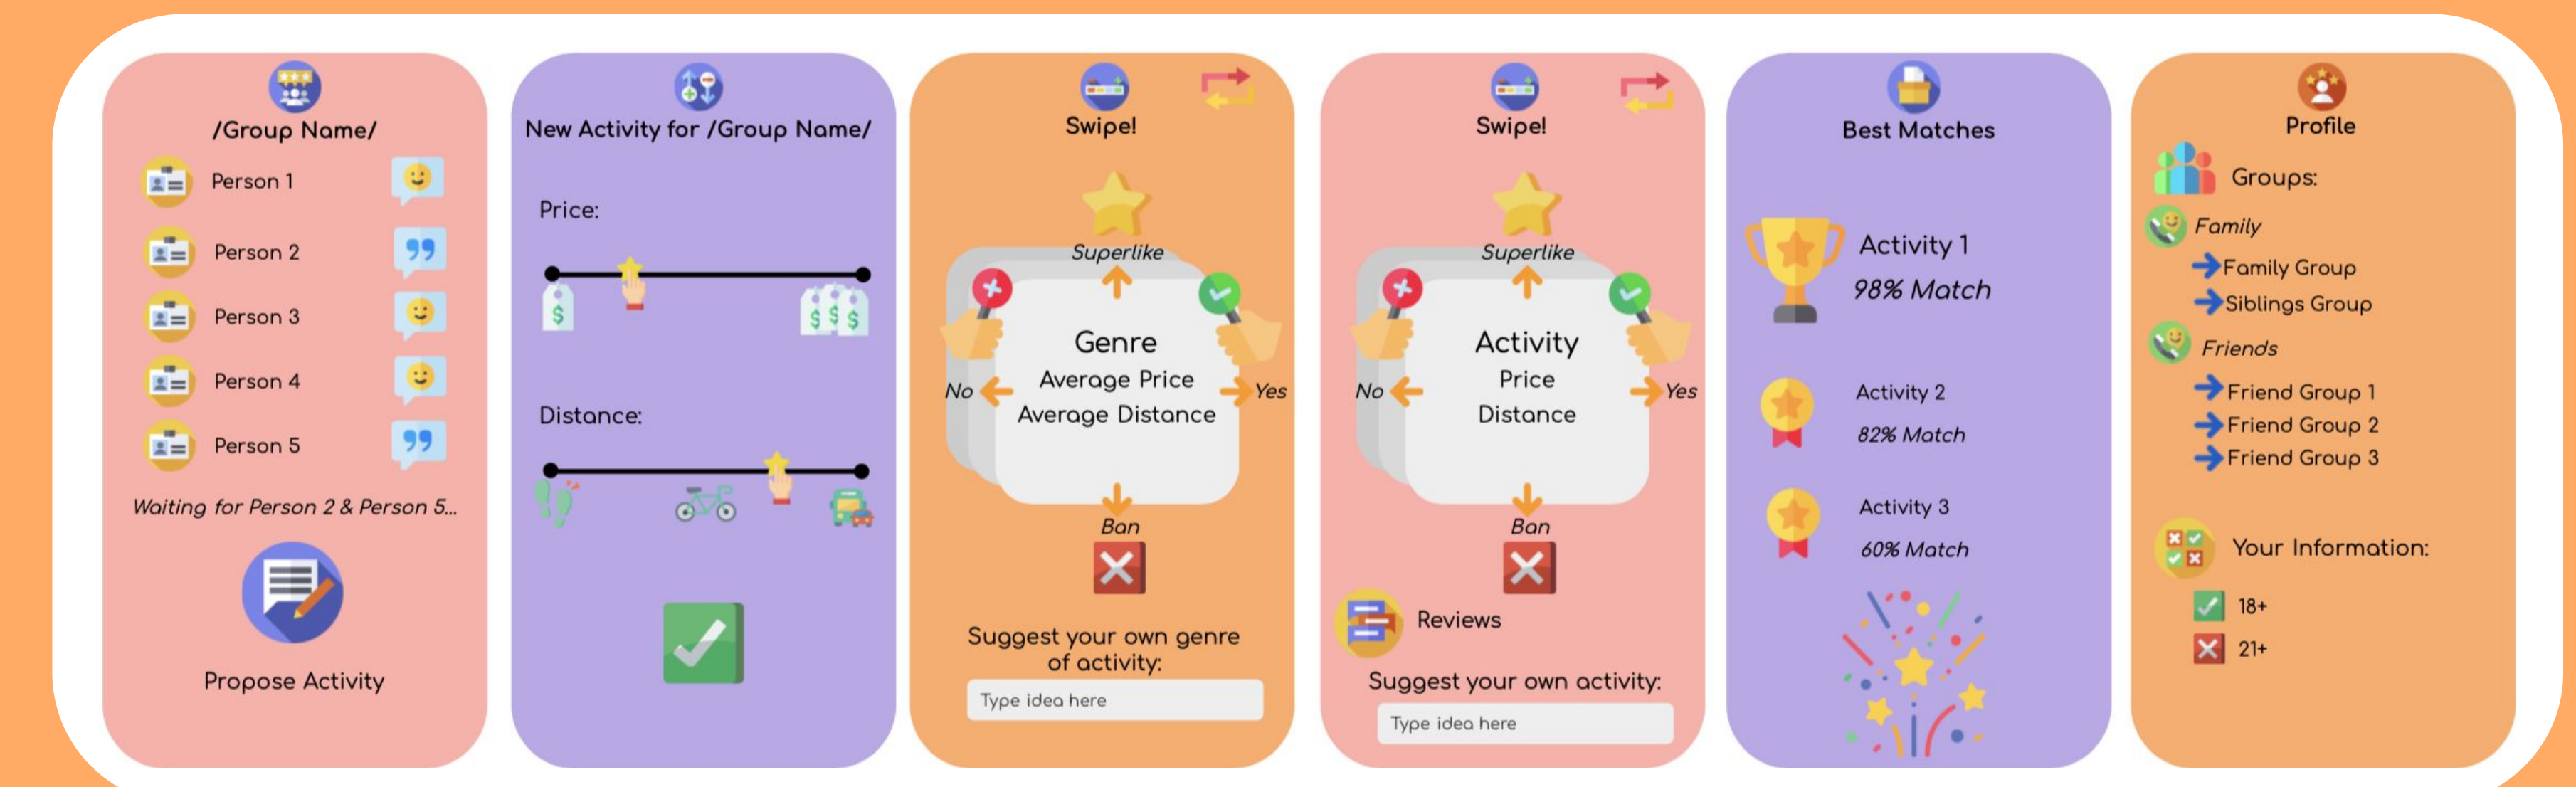 /Group Name/
Person 1
Person 2
Person 3
Person 4
Person 5
Waiting for Person 2 & Person 5...
Propose Activity
New Activity for /Group Name/
Price:
$
$ $ $
Distance:
Swipe!
Superlike
Genre
Average Price
No
Yes
Average Distance
Ban
Suggest your own genre
of activity:
Type idea here
Swipe!
Superlike
Activity
Price
No
Yes
Distance
Ban
Reviews
Suggest your own activity:
Type idea here
Best Matches
Activity 1
98% Match
Activity 2
82% Match
Activity 3
60% Match
Profile
Groups:
Family
Family Group
Siblings Group
Friends
Friend Group 1
Friend Group 2
Friend Group 3
Your Information:
18+
21+